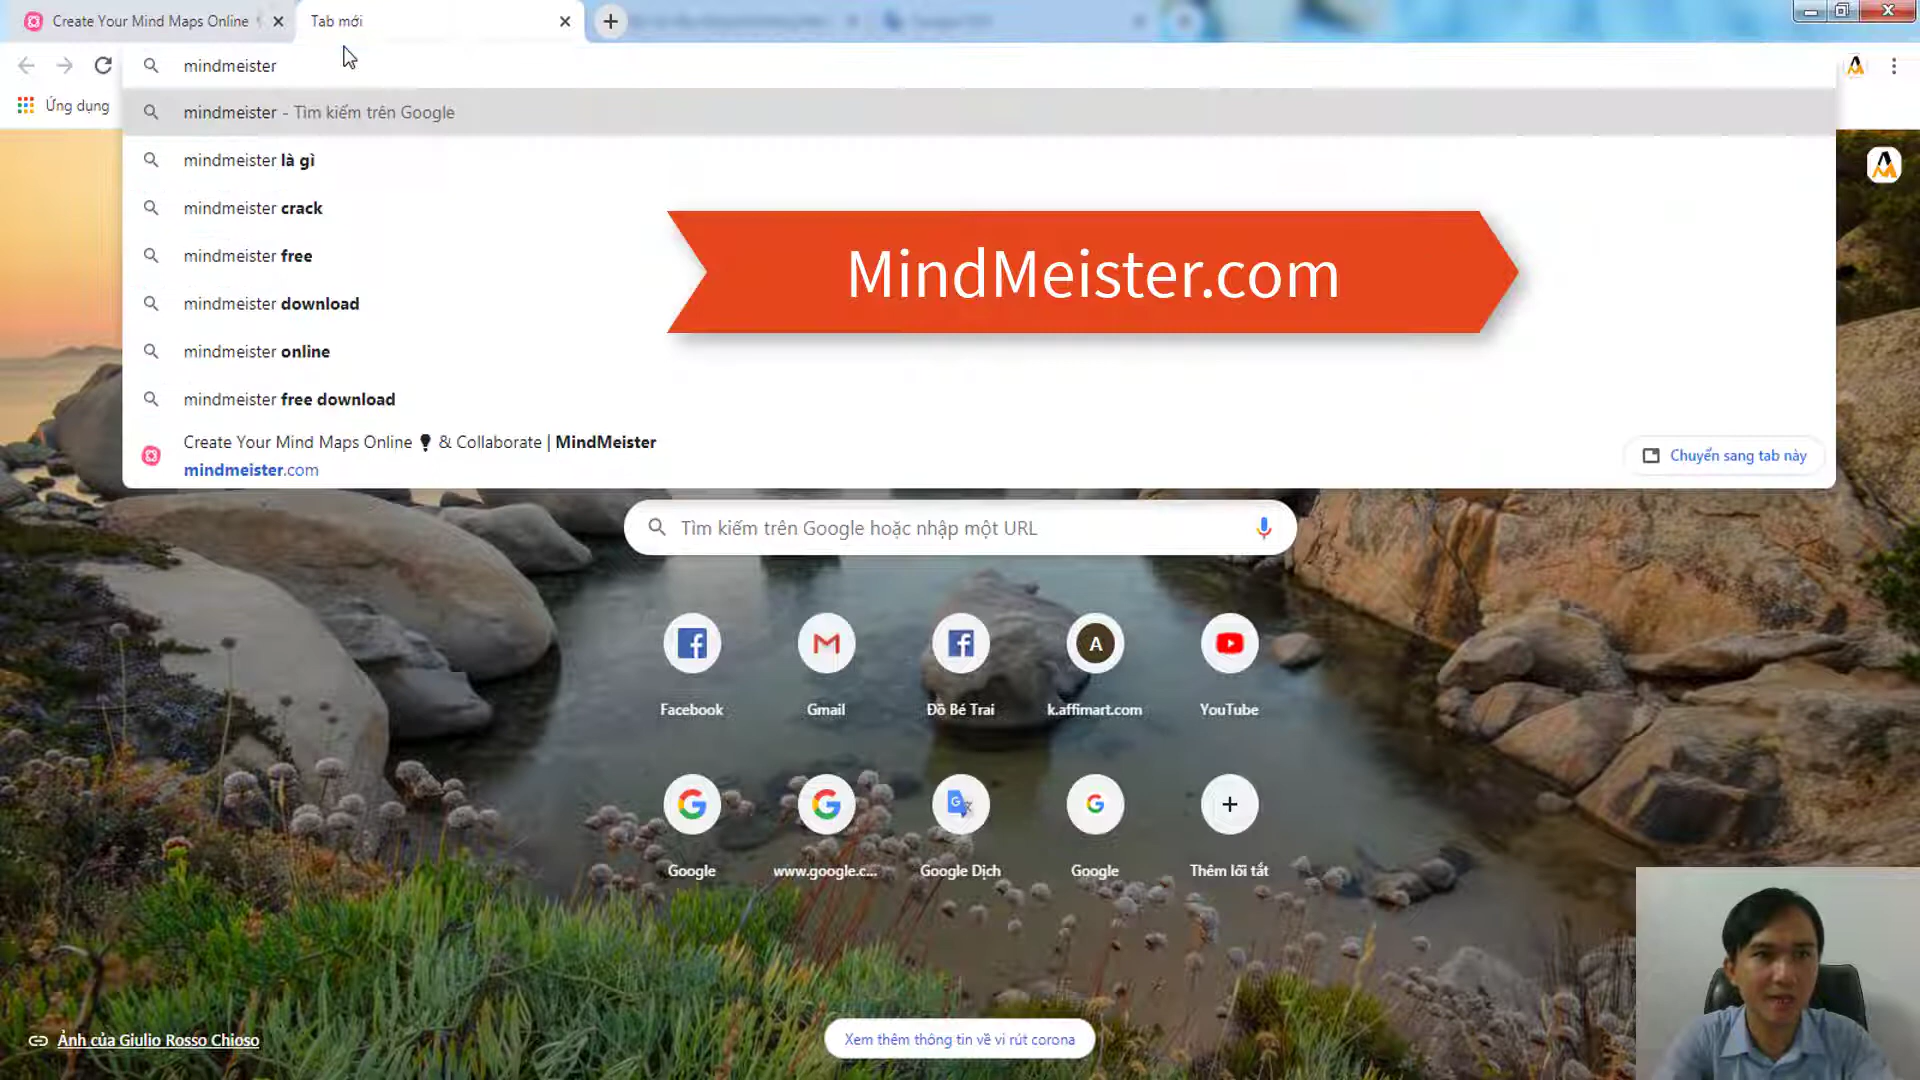 Create Your Mind Maps Online
Tab mới
mindmeister
Ứng dụng
mindmeister - Tìm kiếm trên Google
mindmeister là gì
mindmeister crack
mindmeister free
mindmeister download
mindmeister online
mindmeister free download
Create Your Mind Maps Online & Collaborate | MindMeister
mindmeister.com
Chuyển sang tab này
MindMeister.com
Tìm kiếm trên Google hoặc nhập một URL
Facebook
Gmail
Đồ Bé Trai
A
k.affimart.com
YouTube
Google
www.google.c...
Google Dịch
Google
Thêm lối tắt
Ảnh của Giulio Rosso Chioso
Xem thêm thông tin về vi rút corona